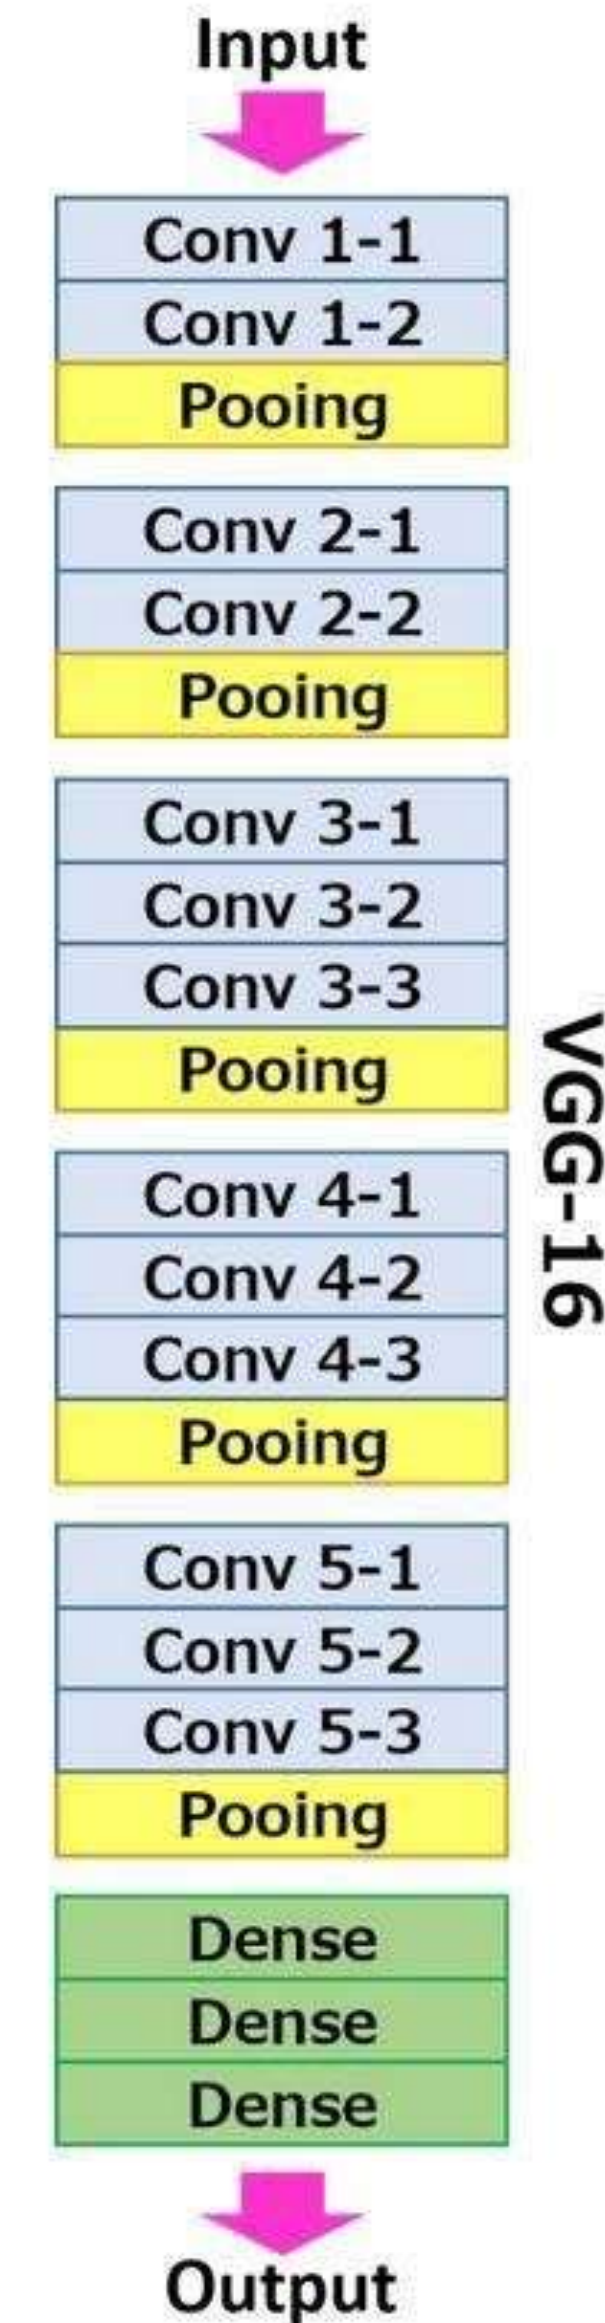 Input
Conv 1-1
Conv 1-2
Pooing
Conv 2-1
Conv 2-2
Pooing
Conv 3-1
Conv 3-2
Conv 3-3
Pooing
Conv 4-1
Conv 4-2
Conv 4-3
Pooing
Conv 5-1
Conv 5-2
Conv 5-3
Pooing
Dense
Dense
Dense
Output
VGG-16